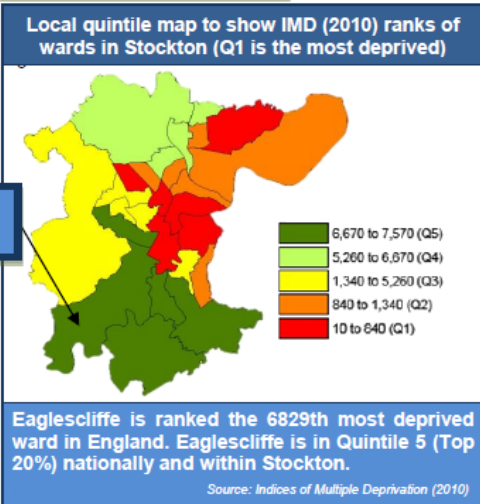 Local quintile map to show IMD (2010) ranks of
wards in Stockton (Q1 is the most deprived)
6,670 to 7,570 (Q5)
5,260 to 6,670 (Q4)
1,340 to 5,260 (Q3)
840 to 1,340 (Q2)
10 to 840 (Q1)
Eaglescliffe is ranked the 6829th most deprived
ward in England. Eaglescliffe is in Quintile 5 (Top
20%) nationally and within Stockton.
Source: Indices of Multiple Deprivation (2010)